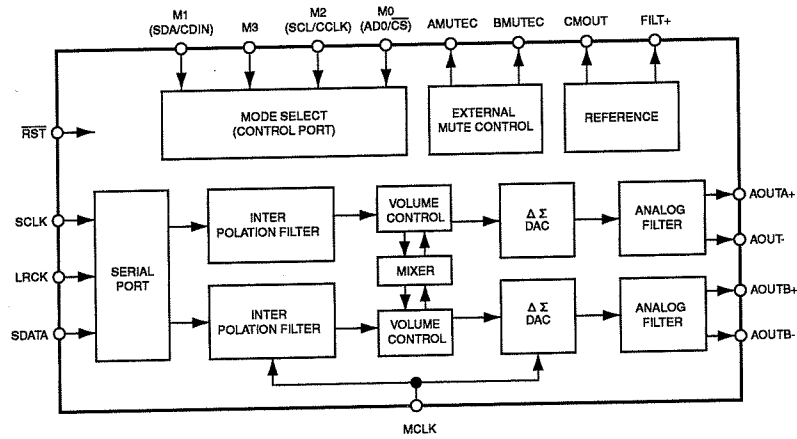 M1
(SDA/CDIN)
M3
M2
(SCL/CCLK)
M0
(AD0/CS)
AMUTEC
BMUTEC
CMOUT
FILT+
MODE SELECT
(CONTROL PORT)
EXTERNAL
MUTE CONTROL
REFERENCE
RST
SCLK
LRCK
SDATA
SERIAL
PORT
INTER
POLATION FILTER
VOLUME
CONTROL
Δ Σ
DAC
ANALOG
FILTER
AOUTA+
AOUT-
MIXER
INTER
POLATION FILTER
VOLUME
CONTROL
Δ Σ
DAC
ANALOG
FILTER
AOUTB+
AOUTB-
MCLK